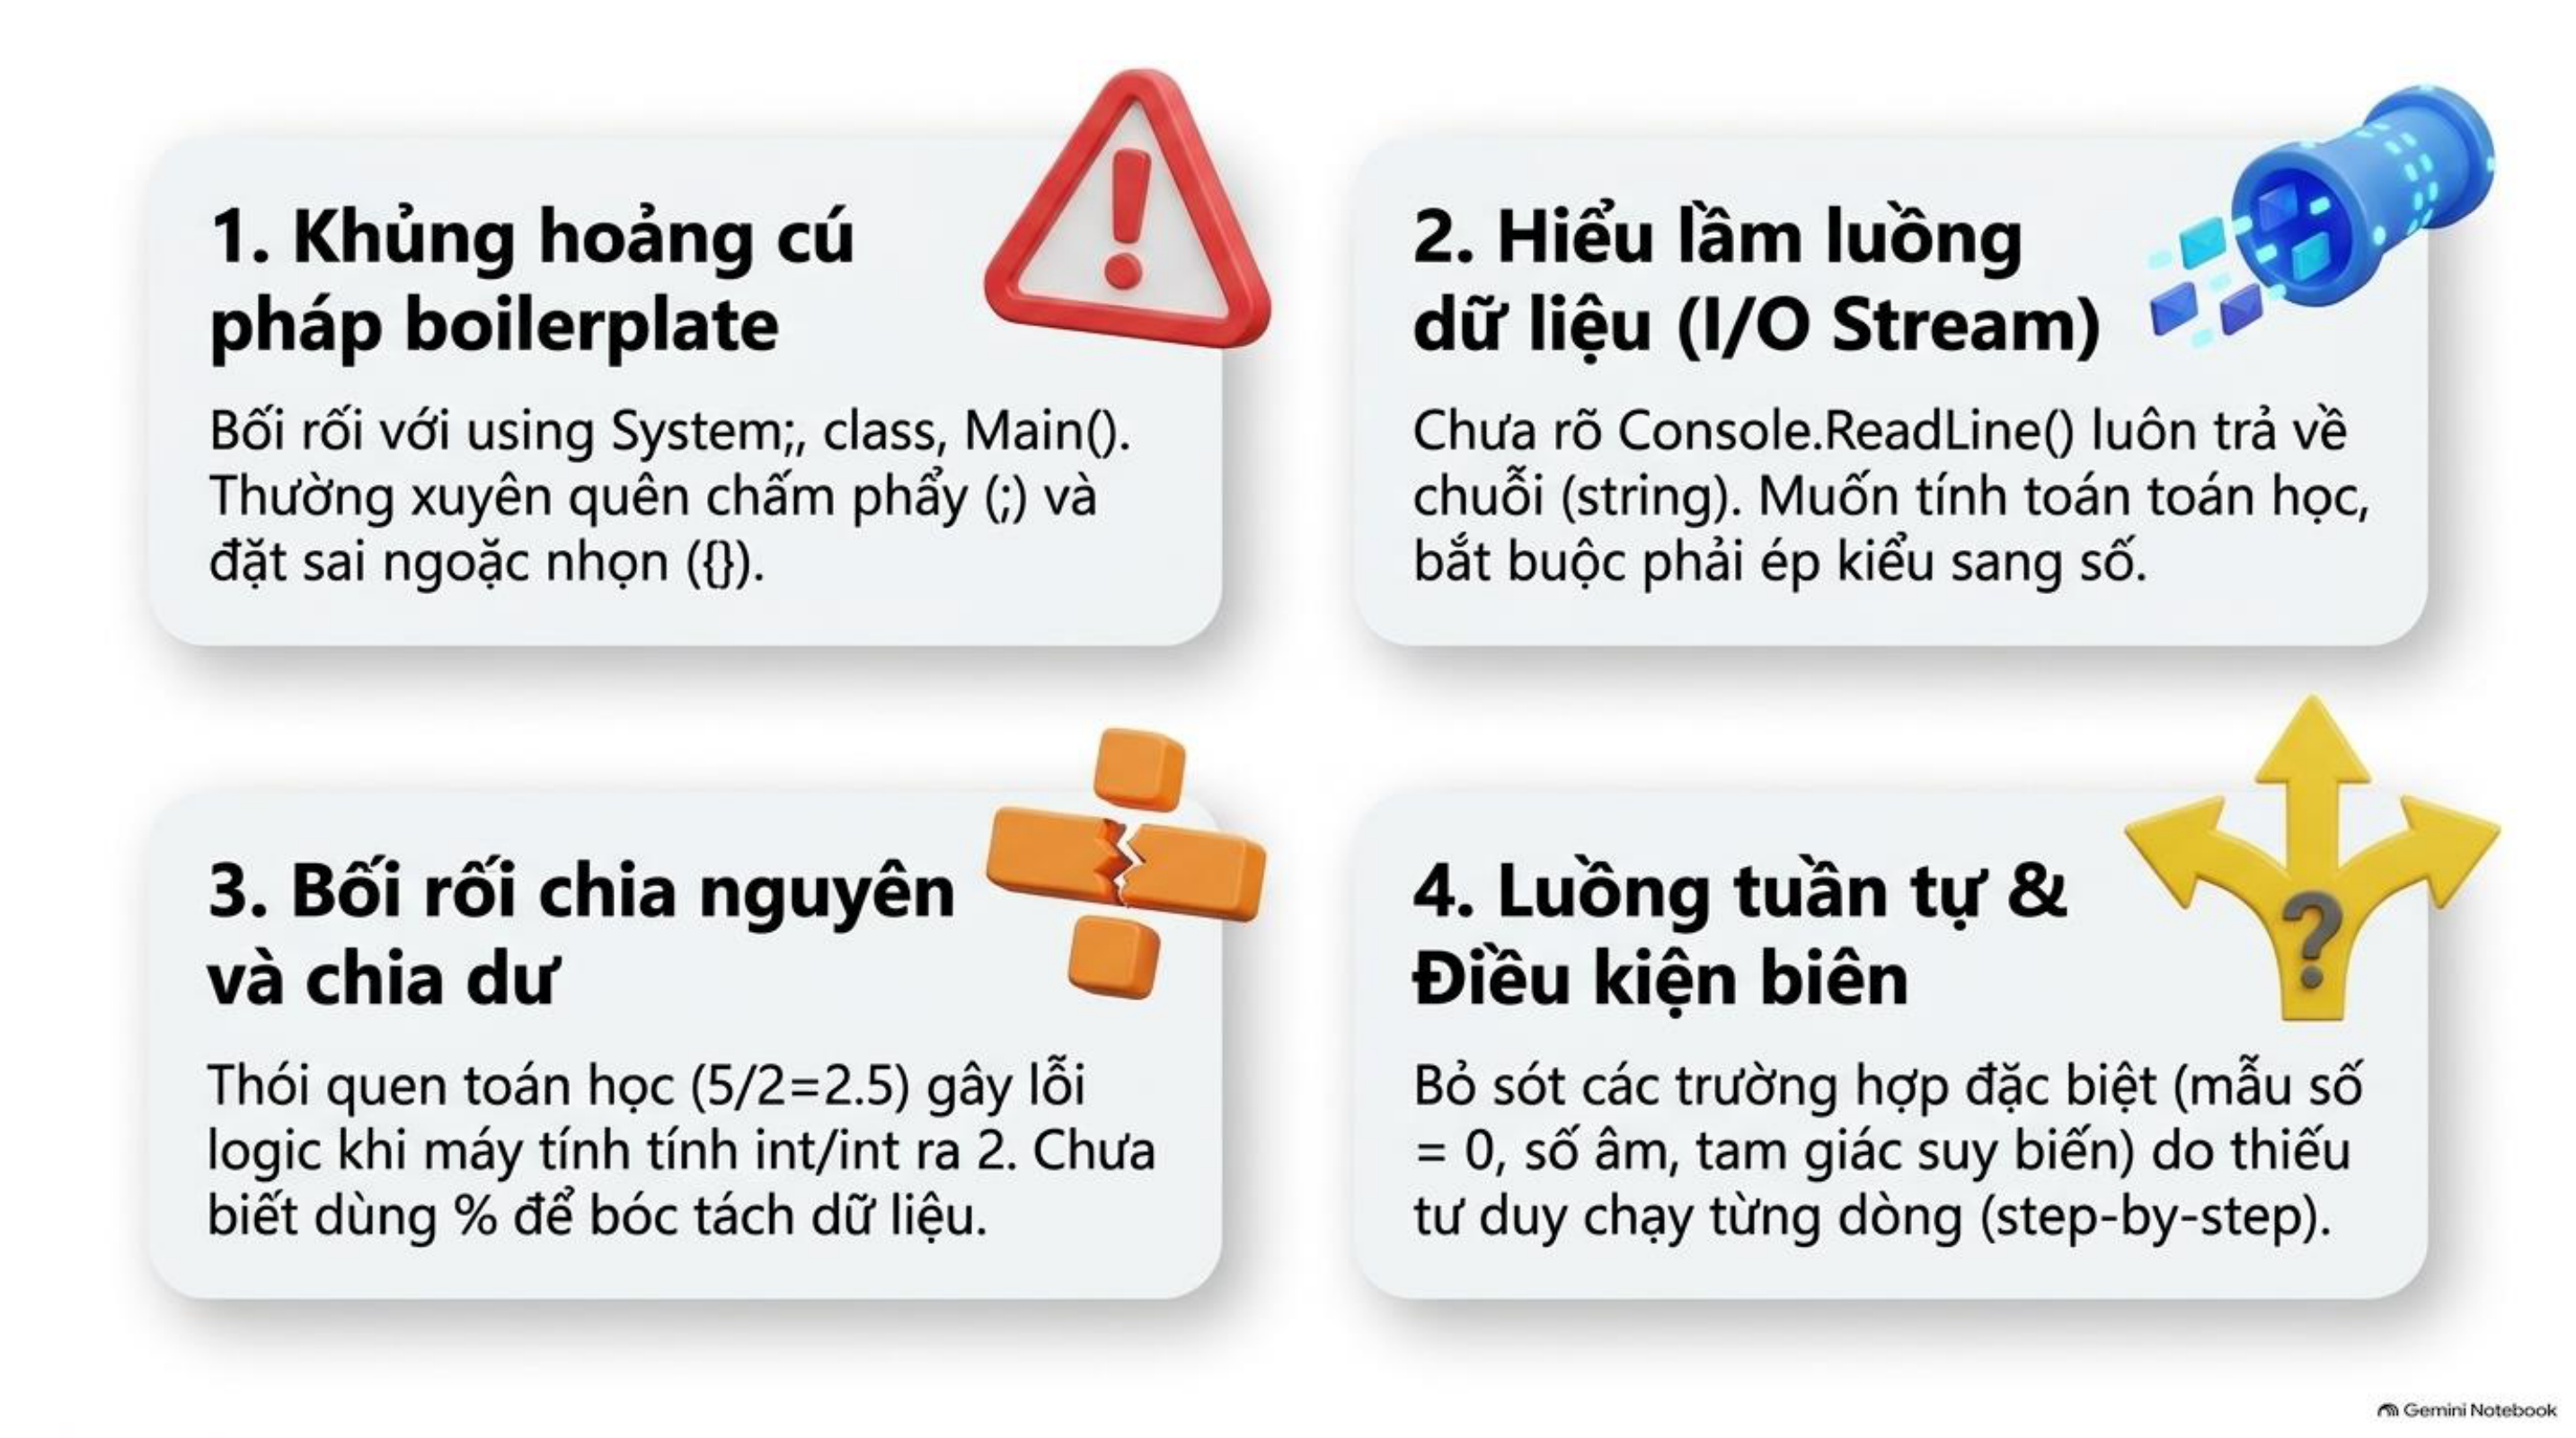 1. Khủng hoảng cú
pháp boilerplate
Bối rối với using System;, class, Main().
Thường xuyên quên chấm phẩy (;) và
đặt sai ngoặc nhọn ({}).
2. Hiểu lầm luồng
dữ liệu (I/O Stream)
Chưa rõ Console.ReadLine() luôn trả về
chuỗi (string). Muốn tính toán toán học,
bắt buộc phải ép kiểu sang số.
3. Bối rối chia nguyên
và chia dư
Thói quen toán học (5/2=2.5) gây lỗi
logic khi máy tính tính int/int ra 2. Chưa
biết dùng % để bóc tách dữ liệu.
4. Luồng tuần tự &
Điều kiện biên
Bỏ sót các trường hợp đặc biệt (mẫu số
= 0, số âm, tam giác suy biến) do thiếu
tư duy chạy từng dòng (step-by-step).
Gemini Notebook